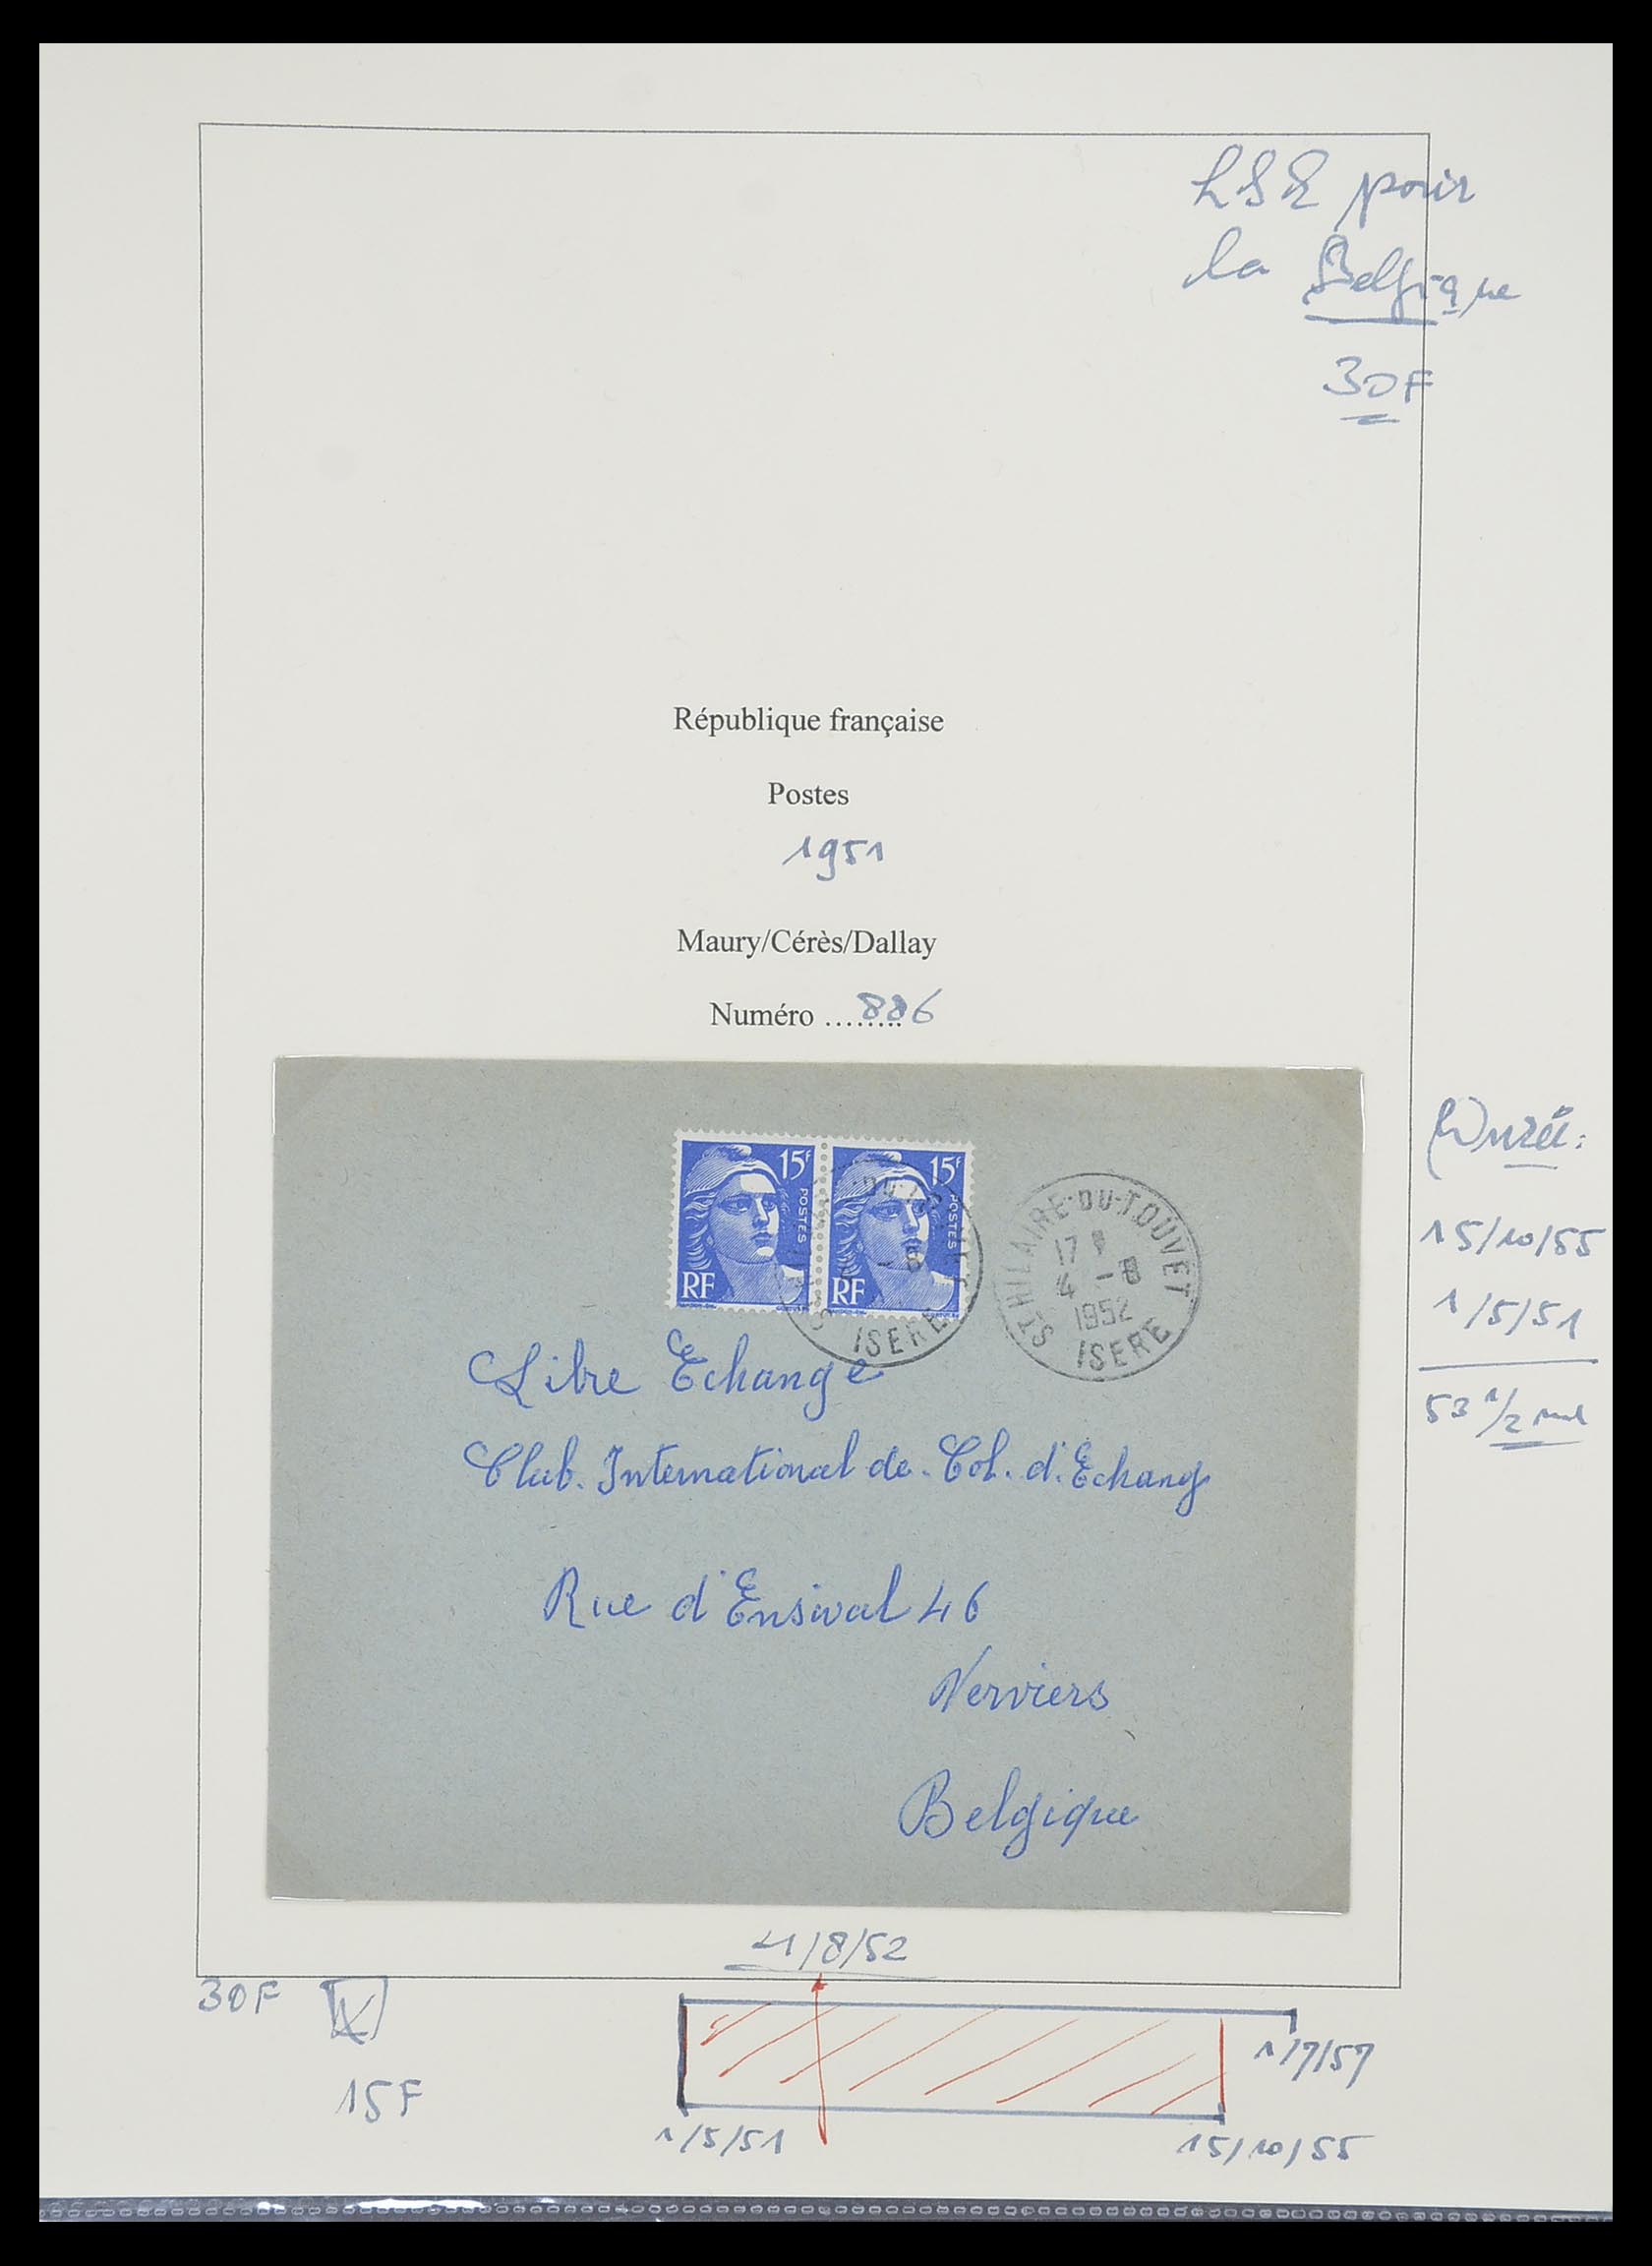 LSE pour
la Belgique
30F
République française
Postes
1951
Maury/Cérès/Dallay
Numéro ........ 886
15F
POSTES
RF
15F
POSTES
RF
ISERE
ST HILAIRE-DU-TOUVET
17
4 - 8
1952
ISERE
Libre Echange
Club. International de. Col. d'Echang
Rue d'Ensival 46
Verviers
Belgique
Durée:
15/10/55
1/5/51
53 1/2
4/8/52
30F
15F
1/7/57
1/5/51
15/10/55